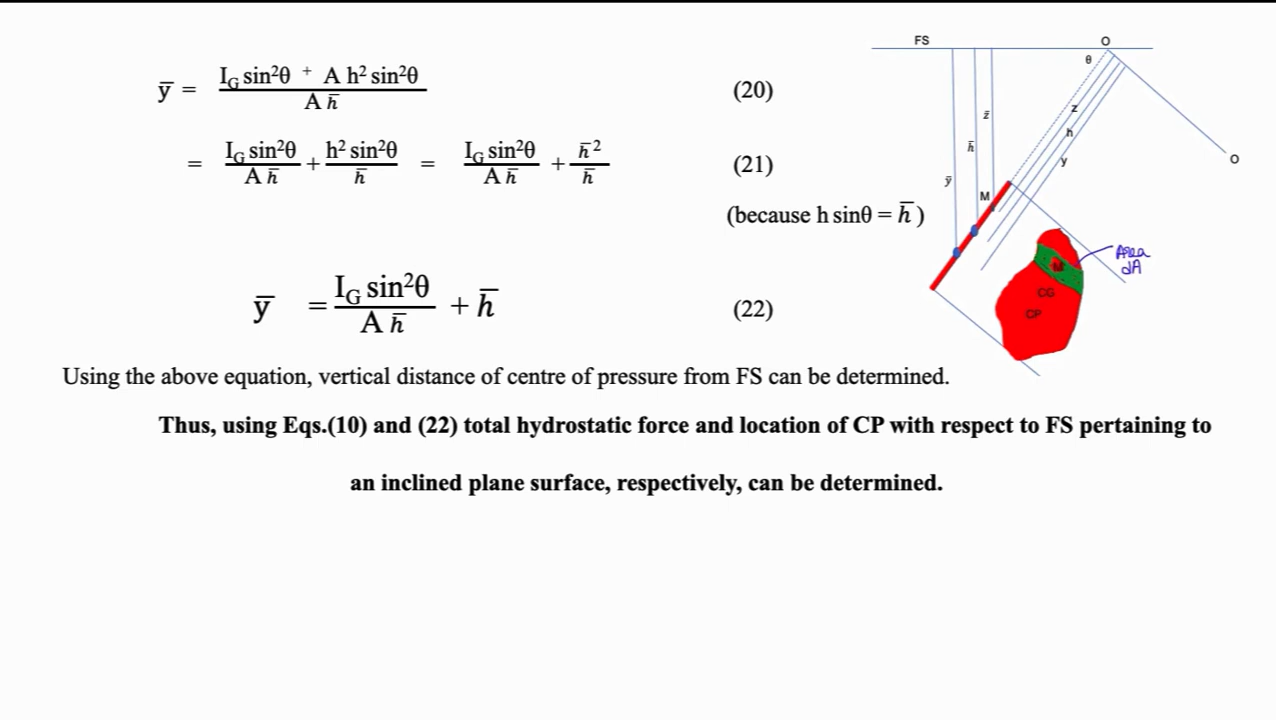 ȳ = (I_G sin²θ + A h² sin²θ) / (A h̄) (20)
= I_G sin²θ / (A h̄) + h² sin²θ / h̄ = I_G sin²θ / (A h̄) + h̄² / h̄ (21)
(because h sinθ = h̄ )
ȳ = I_G sin²θ / (A h̄) + h̄ (22)
Using the above equation, vertical distance of centre of pressure from FS can be determined.
Thus, using Eqs.(10) and (22) total hydrostatic force and location of CP with respect to FS pertaining to
an inclined plane surface, respectively, can be determined.
FS
O
θ
z
z̄
h
h̄
y
ȳ
O
M
M
Area
dA
CG
CP